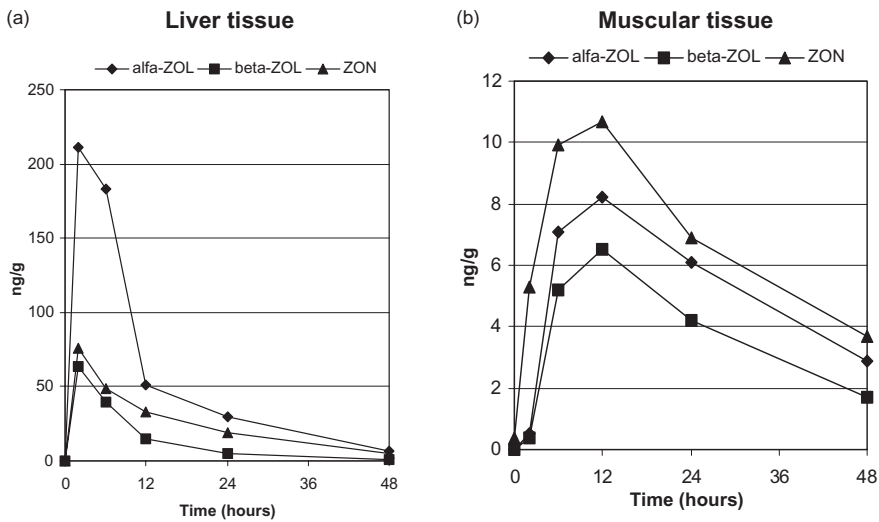 (a)
Liver tissue
alfa-ZOL beta-ZOL ZON
250
200
150
100
50
0
ng/g
0 12 24 36 48
Time (hours)
(b)
Muscular tissue
alfa-ZOL beta-ZOL ZON
12
10
8
6
4
2
0
ng/g
0 12 24 36 48
Time (hours)